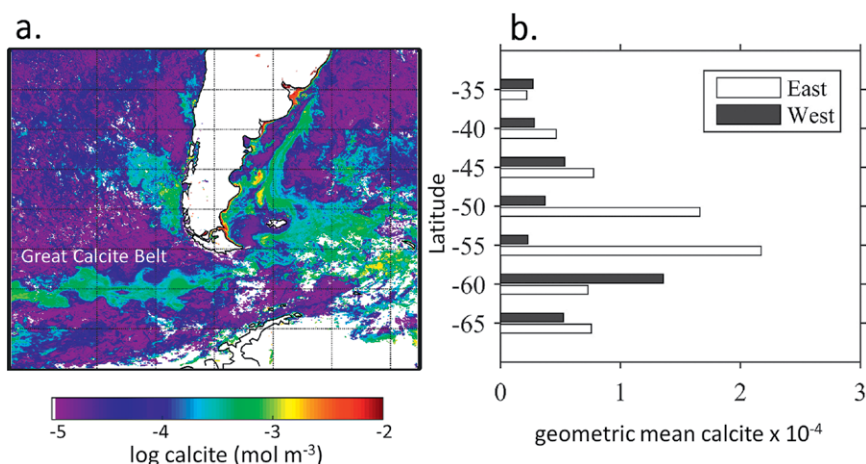 a.
Great Calcite Belt
-5 -4 -3 -2
log calcite (mol m⁻³)
b.
East
West
Latitude
-35
-40
-45
-50
-55
-60
-65
0 1 2 3
geometric mean calcite x 10⁻⁴